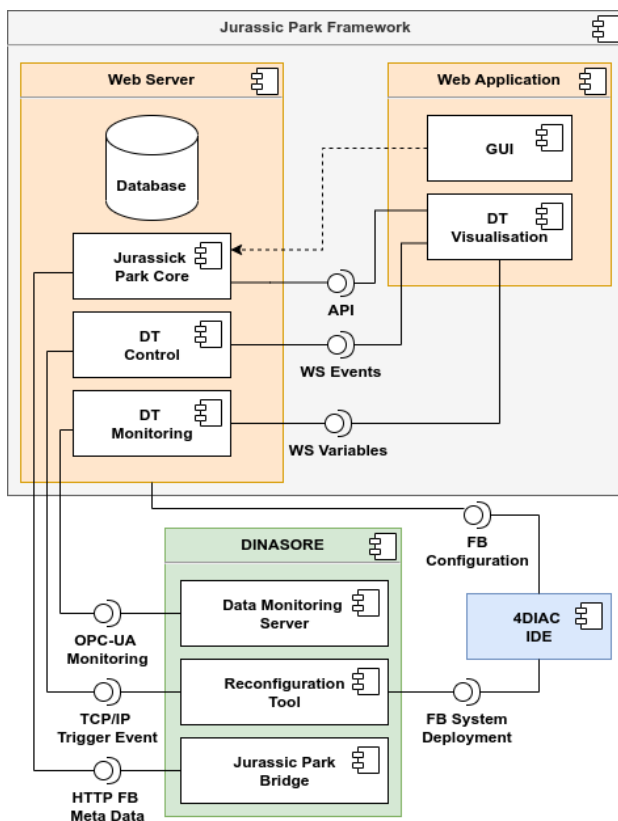 Jurassic Park Framework
Web Server
Web Application
Database
GUI
DT
Visualisation
Jurassick
Park Core
API
DT
Control
WS Events
DT
Monitoring
WS Variables
FB
Configuration
DINASORE
Data Monitoring
Server
4DIAC
IDE
OPC-UA
Monitoring
Reconfiguration
Tool
TCP/IP
Trigger Event
FB System
Deployment
Jurassic Park
Bridge
HTTP FB
Meta Data